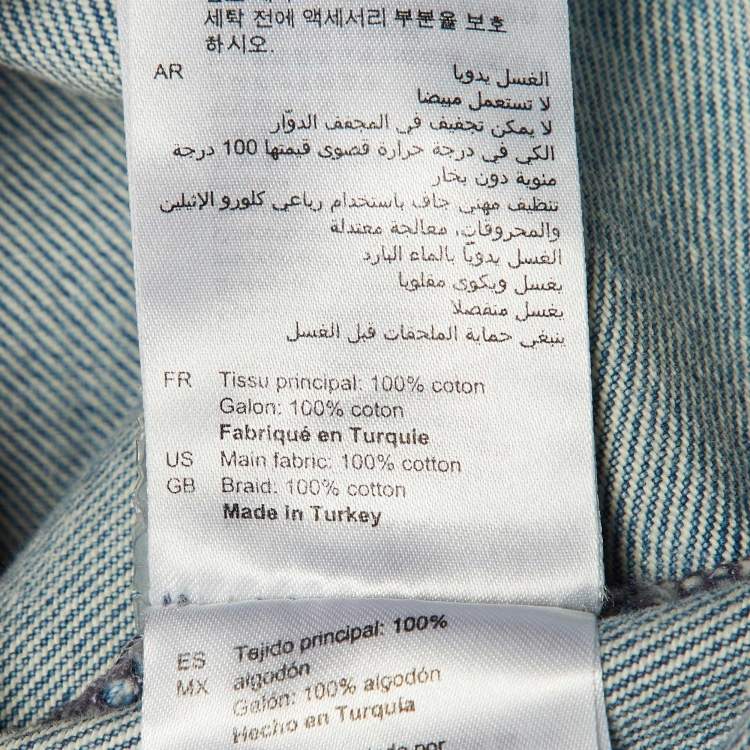 세탁 전에 액세서리 부분을 보호
하시오.
AR الغسل يدويا
لا تستعمل مبيضا
لا يمكن تجفيف في المجفف الدوّار
الكي في درجة حرارة قصوى قيمتها 100 درجة
مئوية دون بخار
تنظيف مهني جاف باستخدام رباعي كلورو الإثيلين
والمحروقات، معالجة معتدلة
الغسل يدويًا بالماء البارد
يغسل ويكوى مقلوبا
يغسل منفصلا
ينبغي حماية الملحقات قبل الغسل
FR Tissu principal: 100% coton
Galon: 100% coton
Fabriqué en Turquie
US Main fabric: 100% cotton
GB Braid: 100% cotton
Made in Turkey
ES Tejido principal: 100%
MX algodón
Galón: 100% algodón
Hecho en Turquía
por